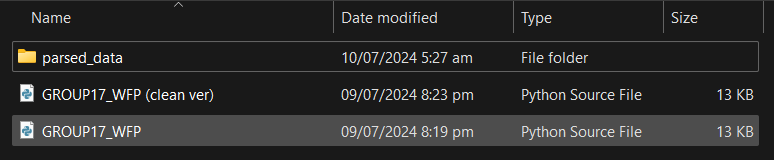 Name Date modified Type Size
parsed_data 10/07/2024 5:27 am File folder
GROUP17_WFP (clean ver) 09/07/2024 8:23 pm Python Source File 13 KB
GROUP17_WFP 09/07/2024 8:19 pm Python Source File 13 KB